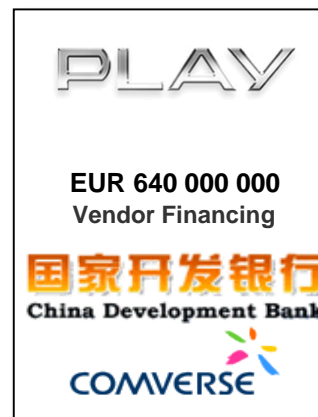 PLAY
EUR 640 000 000
Vendor Financing
国家开发银行
China Development Bank
COMVERSE